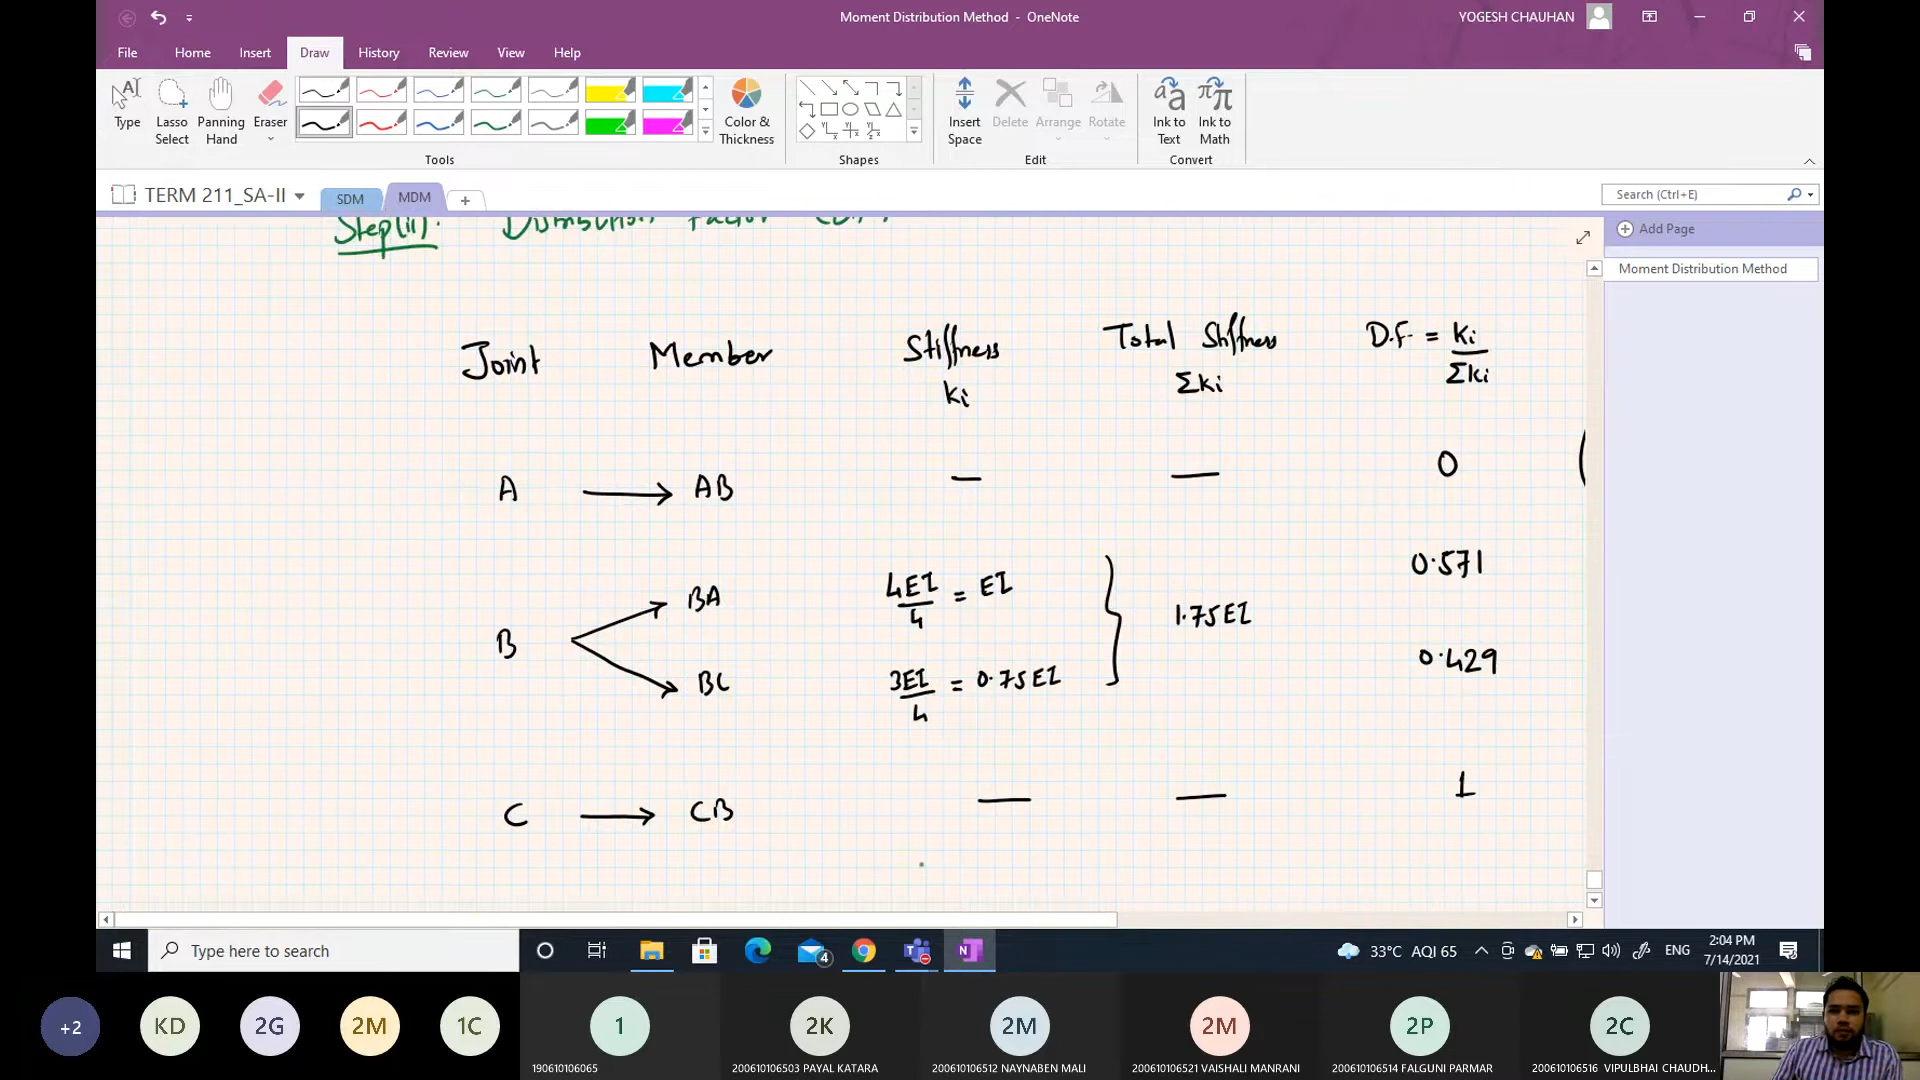 Moment Distribution Method - OneNote
YOGESH CHAUHAN
File Home Insert Draw History Review View Help
Type
Lasso Select
Panning Hand
Eraser
Color & Thickness
Insert Space
Delete
Arrange
Rotate
Ink to Text
Ink to Math
Tools
Shapes
Edit
Convert
TERM 211_SA-II
SDM
MDM
Search (Ctrl+E)
Add Page
Moment Distribution Method
Step(ii): Distribution Factor
Joint Member Stiffness ki Total Stiffness Σki D.F. = ki/Σki
A → AB — — 0
BA 4EI/4 = EI 0.571
B 1.75EI
BC 3EI/4 = 0.75EI 0.429
C → CB — — 1
Type here to search
4
33°C AQI 65
ENG
2:04 PM
7/14/2021
+2
KD
2G
2M
1C
1
2K
2M
2M
2P
2C
190610106065
200610106503 PAYAL KATARA
200610106512 NAYNABEN MALI
200610106521 VAISHALI MANRANI
200610106514 FALGUNI PARMAR
200610106516 VIPULBHAI CHAUDH...